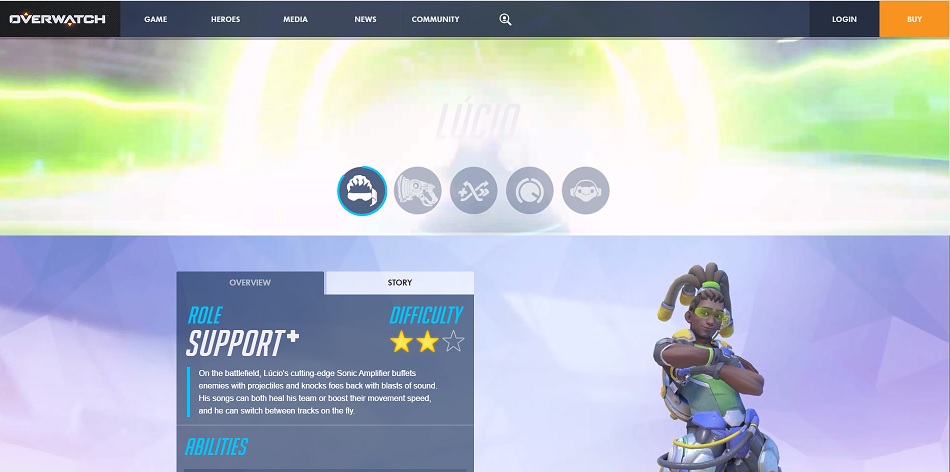 OVERWATCH GAME HEROES MEDIA NEWS COMMUNITY LOGIN BUY
LÚCIO
OVERVIEW STORY
ROLE DIFFICULTY
SUPPORT+
On the battlefield, Lúcio's cutting-edge Sonic Amplifier buffets
enemies with projectiles and knocks foes back with blasts of sound.
His songs can both heal his team or boost their movement speed,
and he can switch between tracks on the fly.
ABILITIES